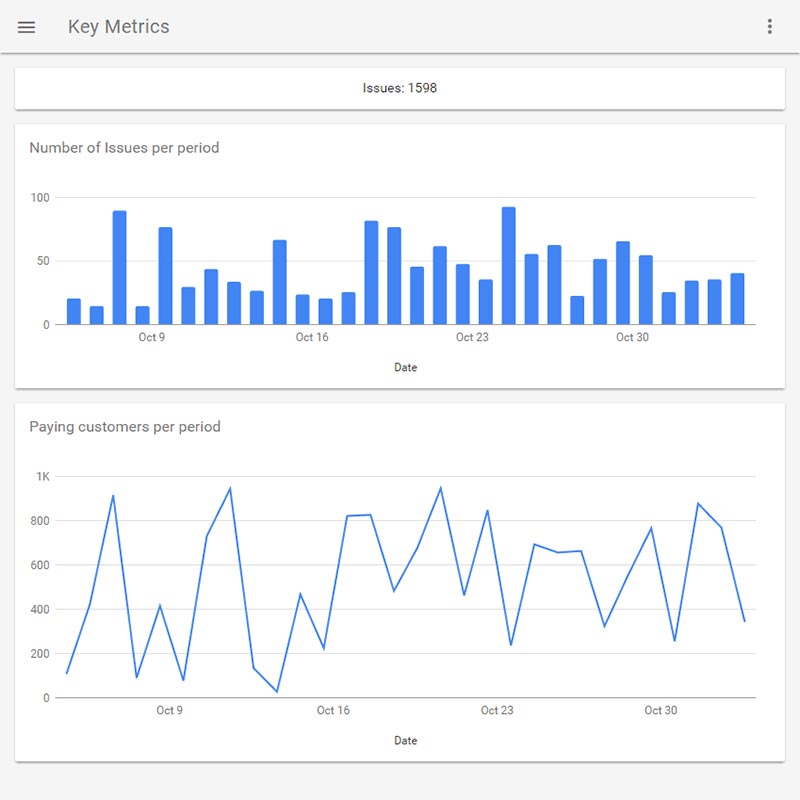 Key Metrics
Issues: 1598
Number of Issues per period
100
50
0
Oct 9 Oct 16 Oct 23 Oct 30
Date
Paying customers per period
1K
800
600
400
200
0
Oct 9 Oct 16 Oct 23 Oct 30
Date